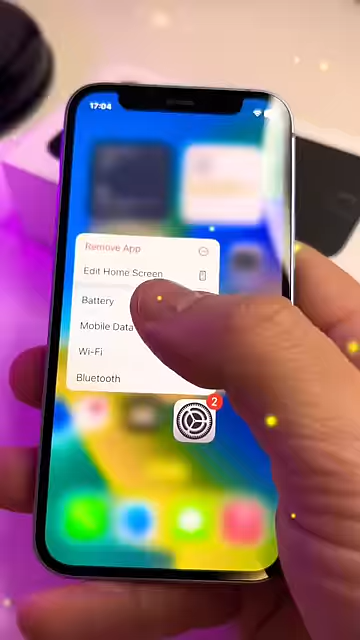 17:04
Remove App
Edit Home Screen
Battery
Mobile Data
Wi-Fi
Bluetooth
2